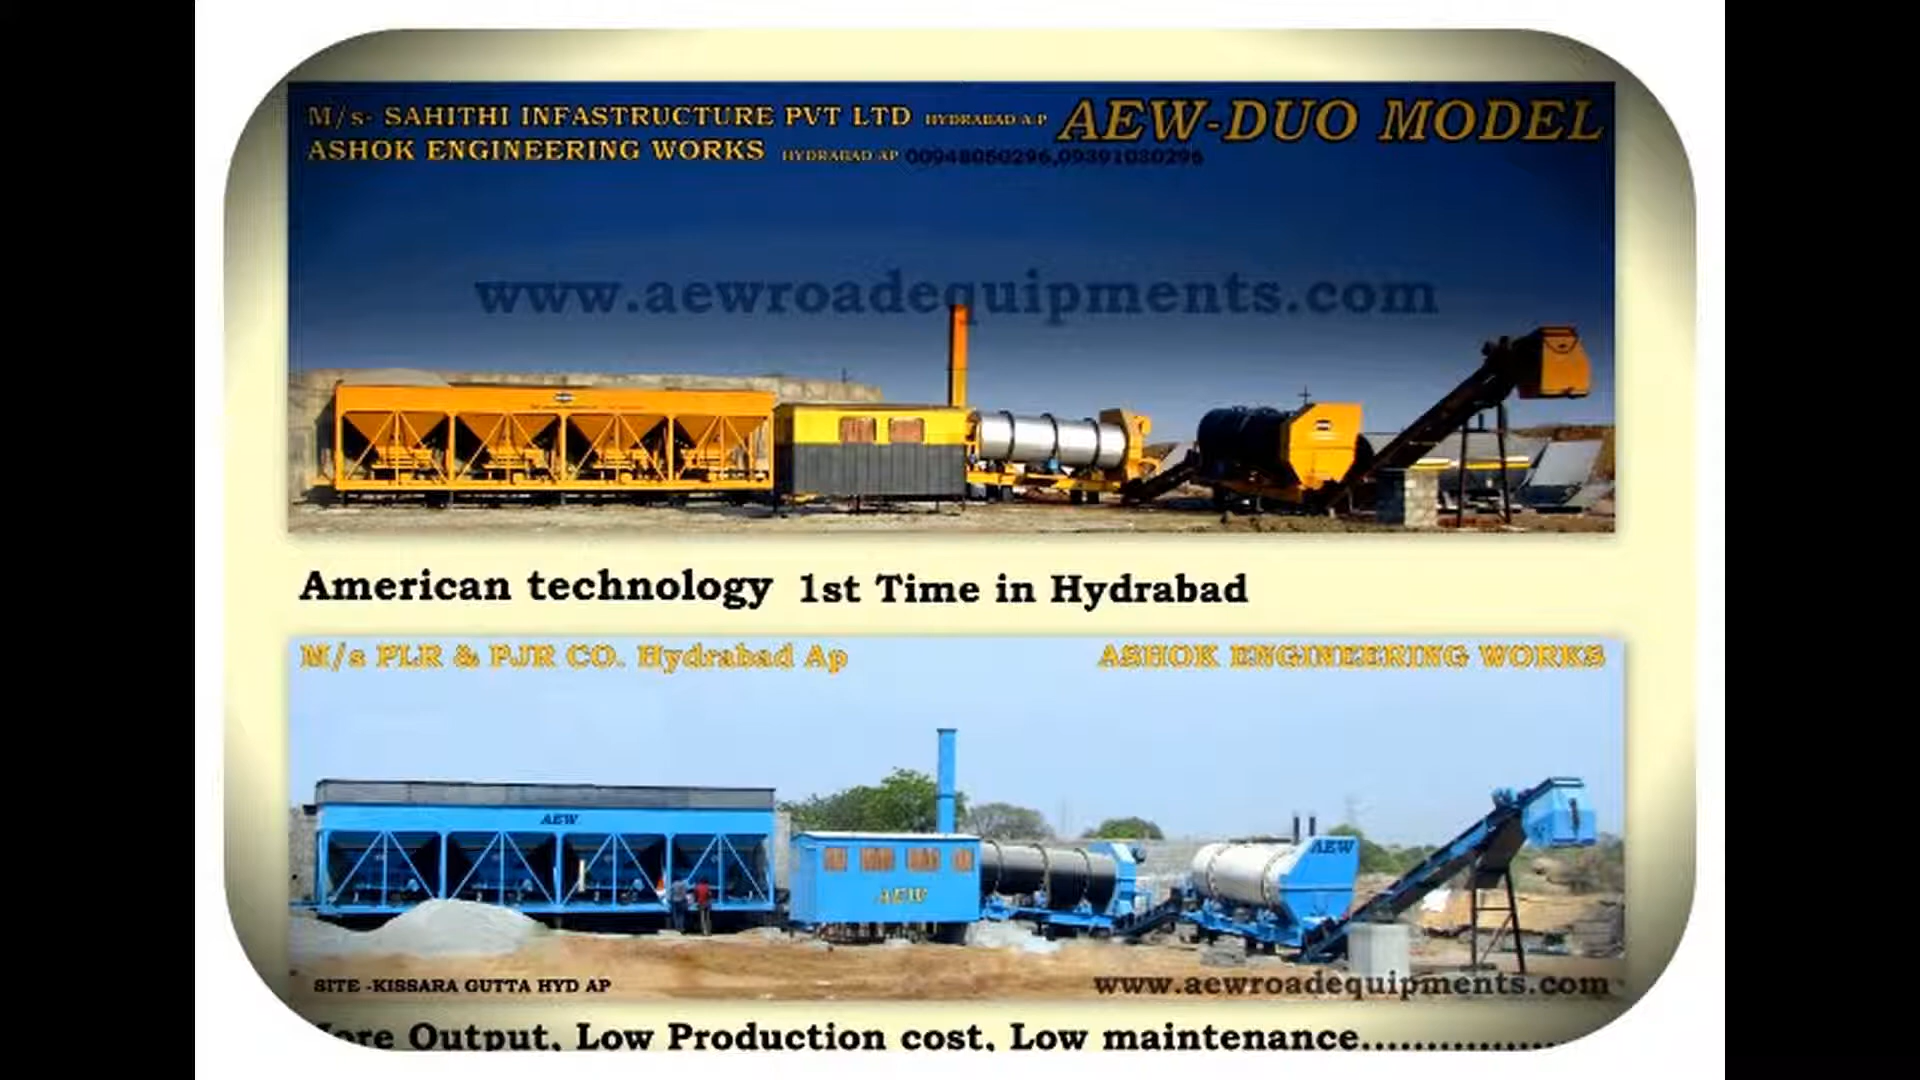 M/s- SAHITHI INFASTRUCTURE PVT LTD HYDRABAD A.P AEW-DUO MODEL
ASHOK ENGINEERING WORKS HYDRABAD AP 00948050296,09391030296
www.aewroadequipments.com
American technology 1st Time in Hydrabad
M/s PLR & PJR CO. Hydrabad Ap ASHOK ENGINEERING WORKS
AEW
AEW
AEW
SITE -KISSARA GUTTA HYD AP www.aewroadequipments.com
ore Output, Low Production cost, Low maintenance...............